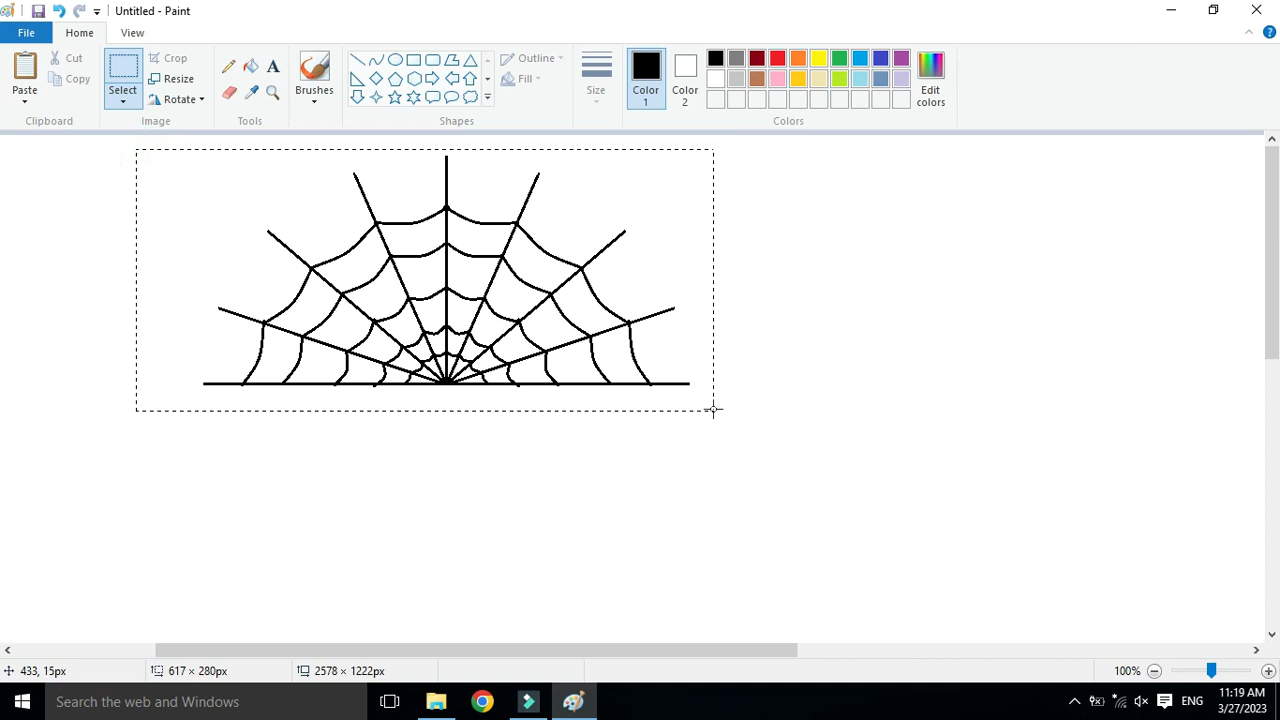 Untitled - Paint
File Home View
Paste
Cut
Copy
Clipboard
Select
Crop
Resize
Rotate
Image
A
Tools
Brushes
Shapes
Outline
Fill
Size
Color 1
Color 2
Edit colors
Colors
433, 15px
617 × 280px
2578 × 1222px
100%
Search the web and Windows
ENG
11:19 AM
3/27/2023